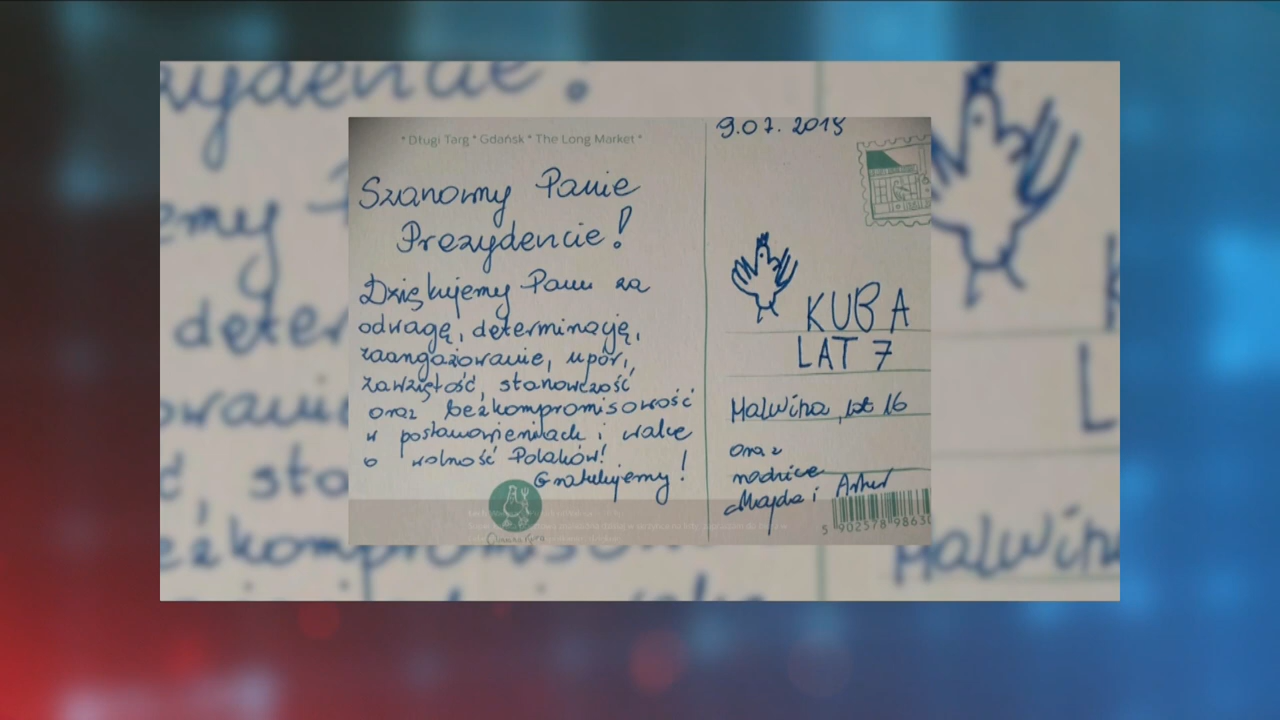 * Długi Targ * Gdańsk * The Long Market *
9.07. 2018
Szanowny Panie
Prezydencie!
Dziękujemy Panu za
odwagę, determinację,
zaangażowanie, upór,
zawziętość, stanowczość
oraz bezkompromisowość
w postanowieniach i walce
o wolność Polaków!
Gratulujemy!
KUBA
LAT 7
Malwina, lat 16
oraz
rodzice
Magda i Artur
5 902578 98630